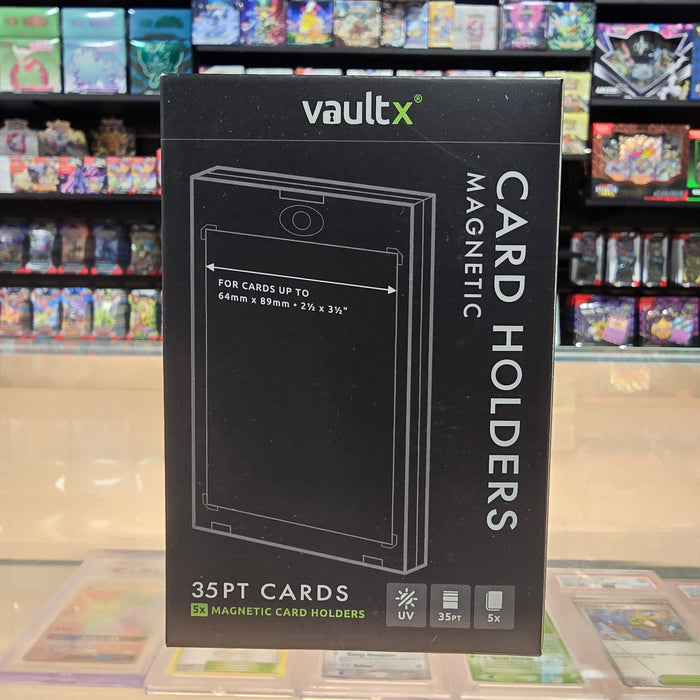 vaultx®
CARD HOLDERS
MAGNETIC
FOR CARDS UP TO
64mm x 89mm • 2½ x 3½"
35PT CARDS
5x MAGNETIC CARD HOLDERS
UV
35PT
5x